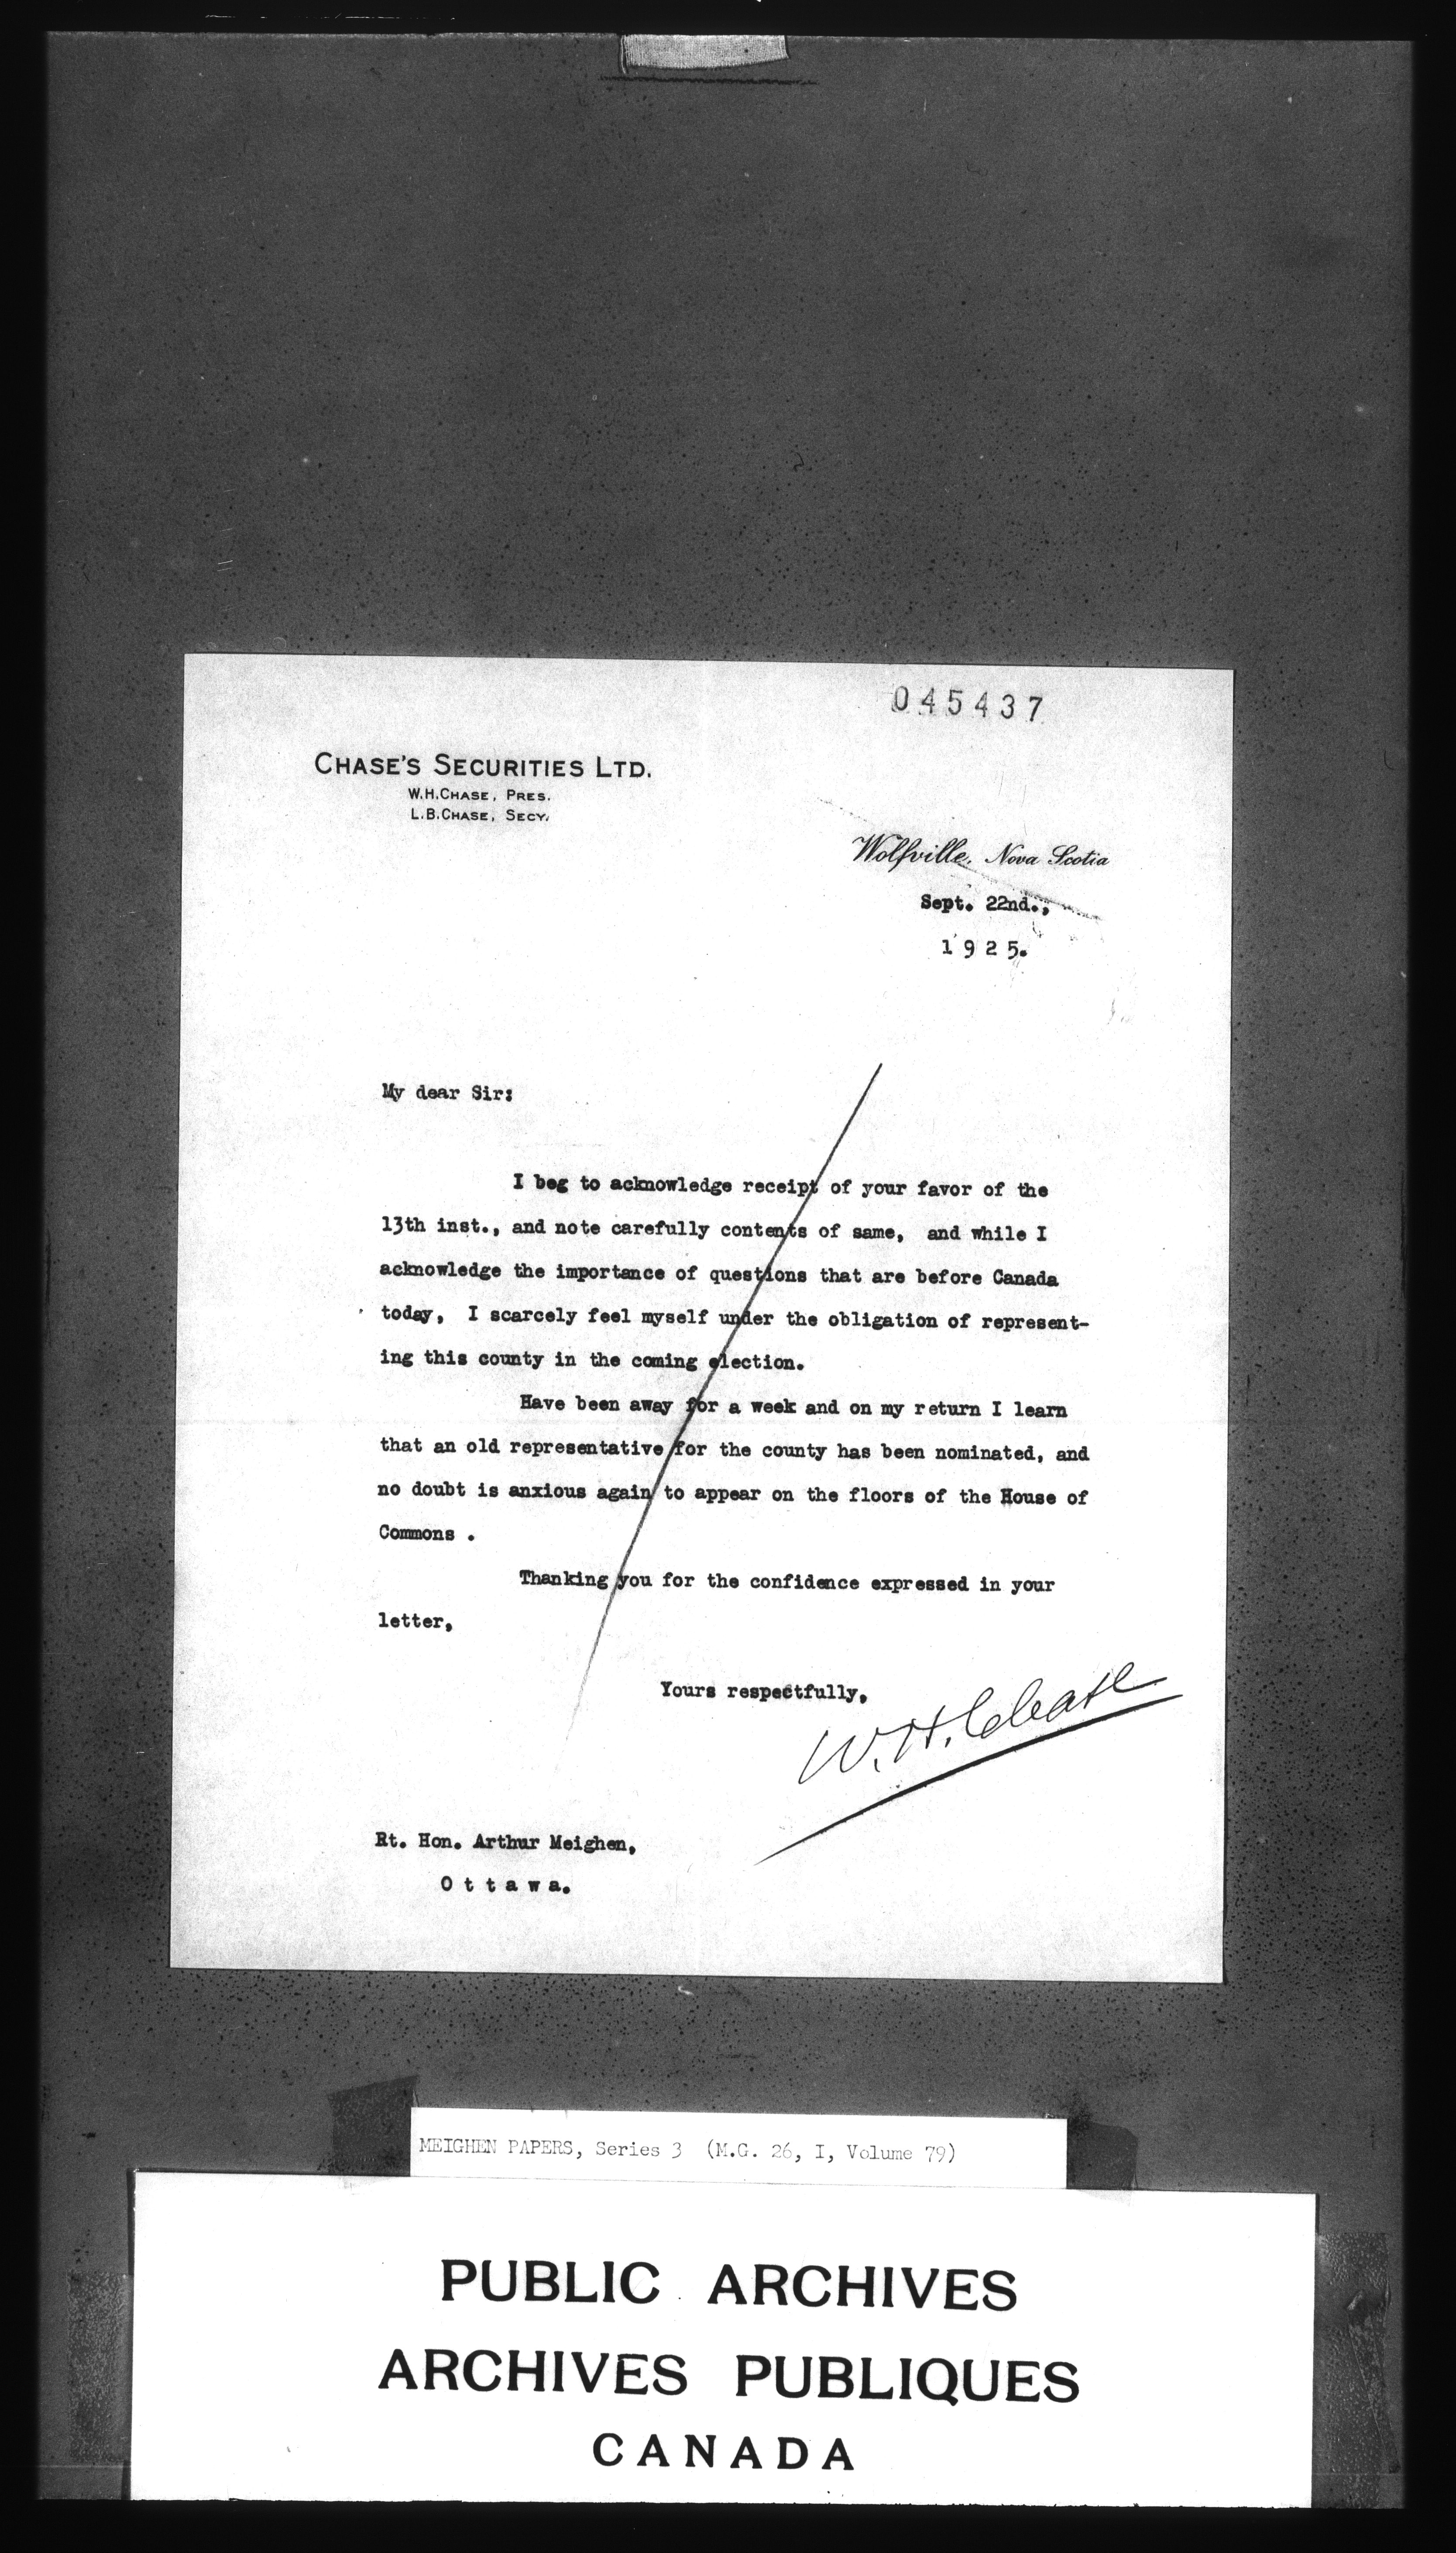 045437
CHASE'S SECURITIES LTD.
W.H.CHASE, PRES.
L.B.CHASE, SECY.
Wolfville, Nova Scotia
Sept. 22nd.,
1 9 2 5.
My dear Sir:
I beg to acknowledge receipt of your favor of the
13th inst., and note carefully contents of same, and while I
acknowledge the importance of questions that are before Canada
today, I scarcely feel myself under the obligation of represent-
ing this county in the coming election.
Have been away for a week and on my return I learn
that an old representative for the county has been nominated, and
no doubt is anxious again to appear on the floors of the House of
Commons .
Thanking you for the confidence expressed in your
letter,
Yours respectfully,
W.H.Chase
Rt. Hon. Arthur Meighen,
O t t a w a.
MEIGHEN PAPERS, Series 3 (M.G. 26, I, Volume 79)
PUBLIC ARCHIVES
ARCHIVES PUBLIQUES
CANADA